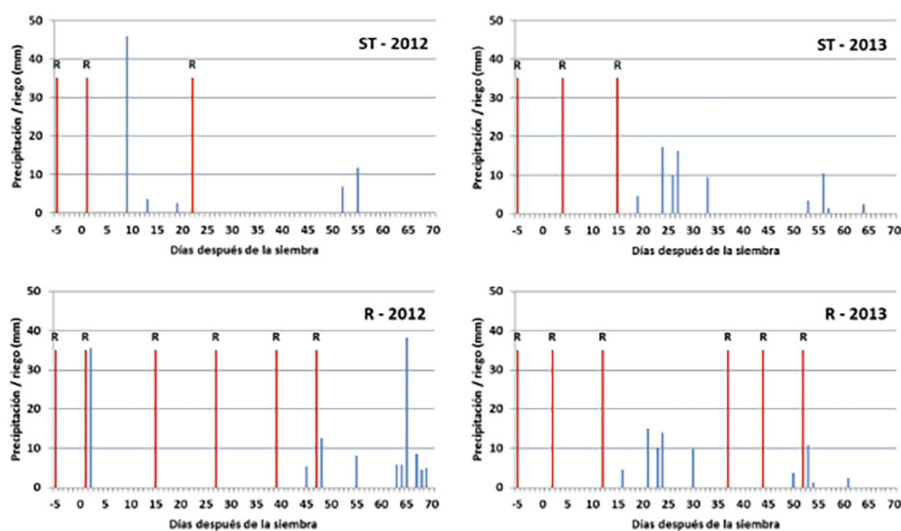 ST - 2012
Precipitación / riego (mm)
50
40
30
20
10
0
R R R
-5 0 5 10 15 20 25 30 35 40 45 50 55 60 65 70
Días después de la siembra
ST - 2013
Precipitación / riego (mm)
50
40
30
20
10
0
R R R
-5 0 5 10 15 20 25 30 35 40 45 50 55 60 65 70
Días después de la siembra
R - 2012
Precipitación / riego (mm)
50
40
30
20
10
0
R R R R R R
-5 0 5 10 15 20 25 30 35 40 45 50 55 60 65 70
Días después de la siembra
R - 2013
Precipitación / riego (mm)
50
40
30
20
10
0
R R R R R R
-5 0 5 10 15 20 25 30 35 40 45 50 55 60 65 70
Días después de la siembra